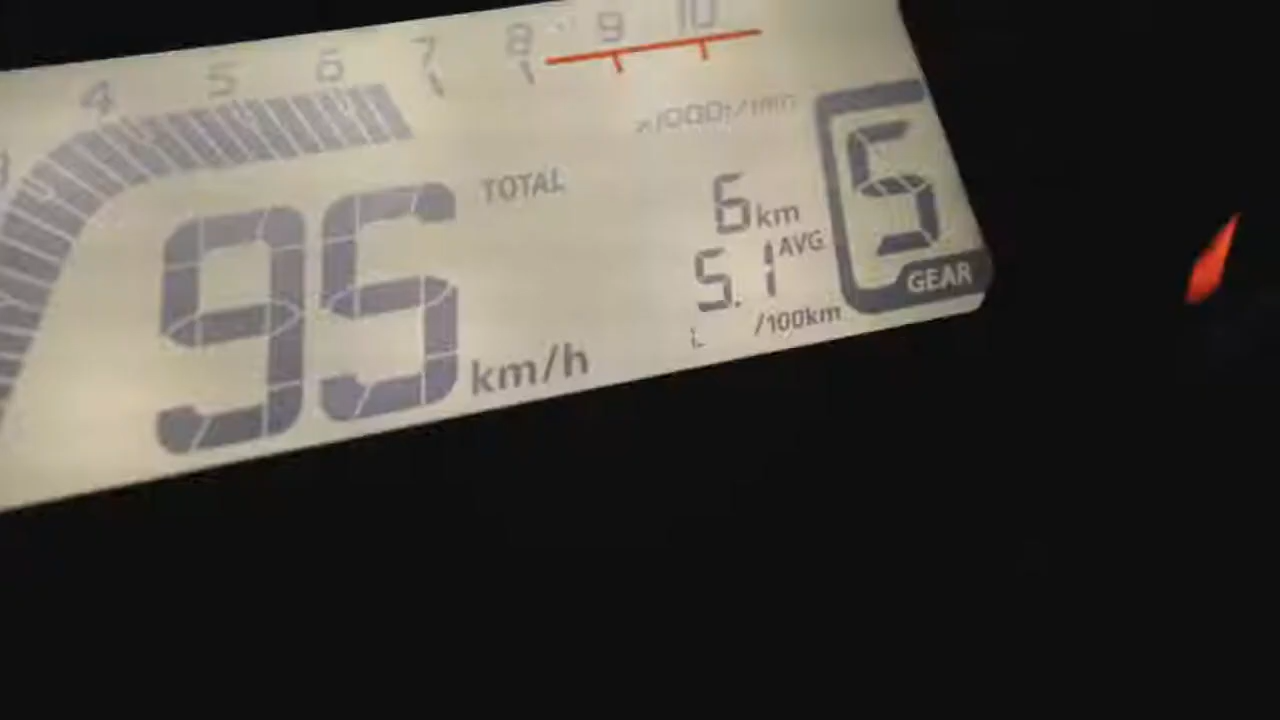 4 5 6 7 8 9 10
x1000r/min
95 km/h
TOTAL
6 km
5.1 AVG.
L /100km
5
GEAR